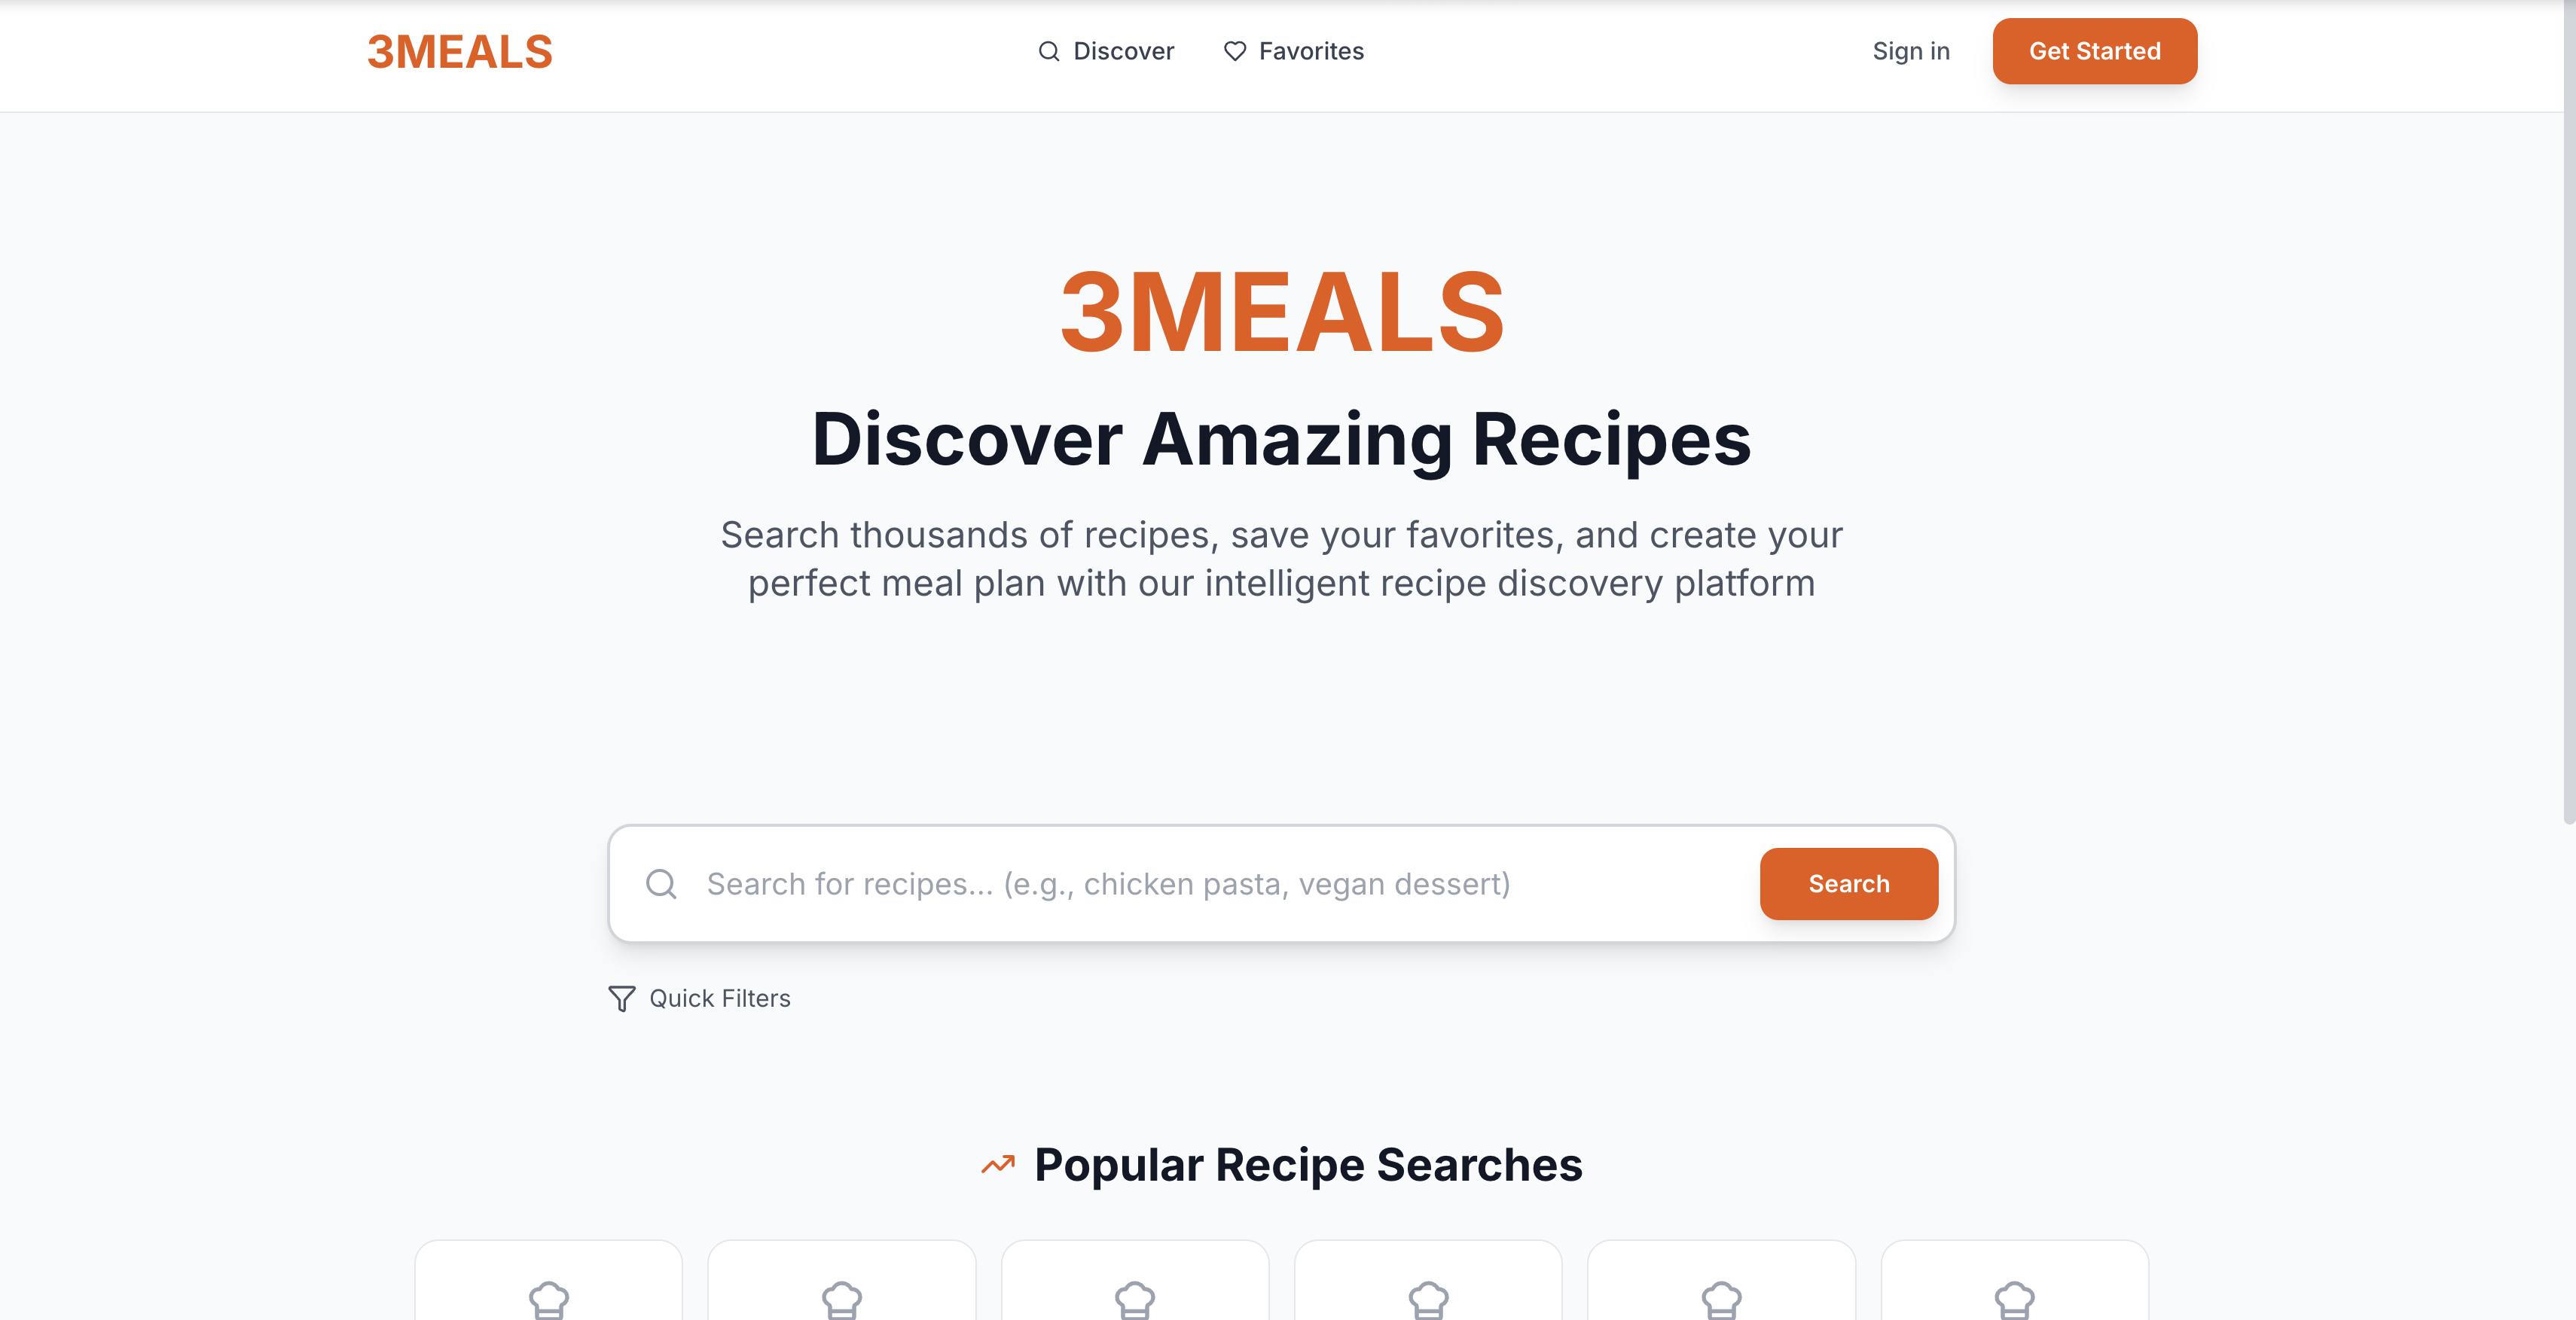 3MEALS
Discover
Favorites
Sign in
Get Started
3MEALS
Discover Amazing Recipes
Search thousands of recipes, save your favorites, and create your
perfect meal plan with our intelligent recipe discovery platform
Search for recipes... (e.g., chicken pasta, vegan dessert)
Search
Quick Filters
Popular Recipe Searches